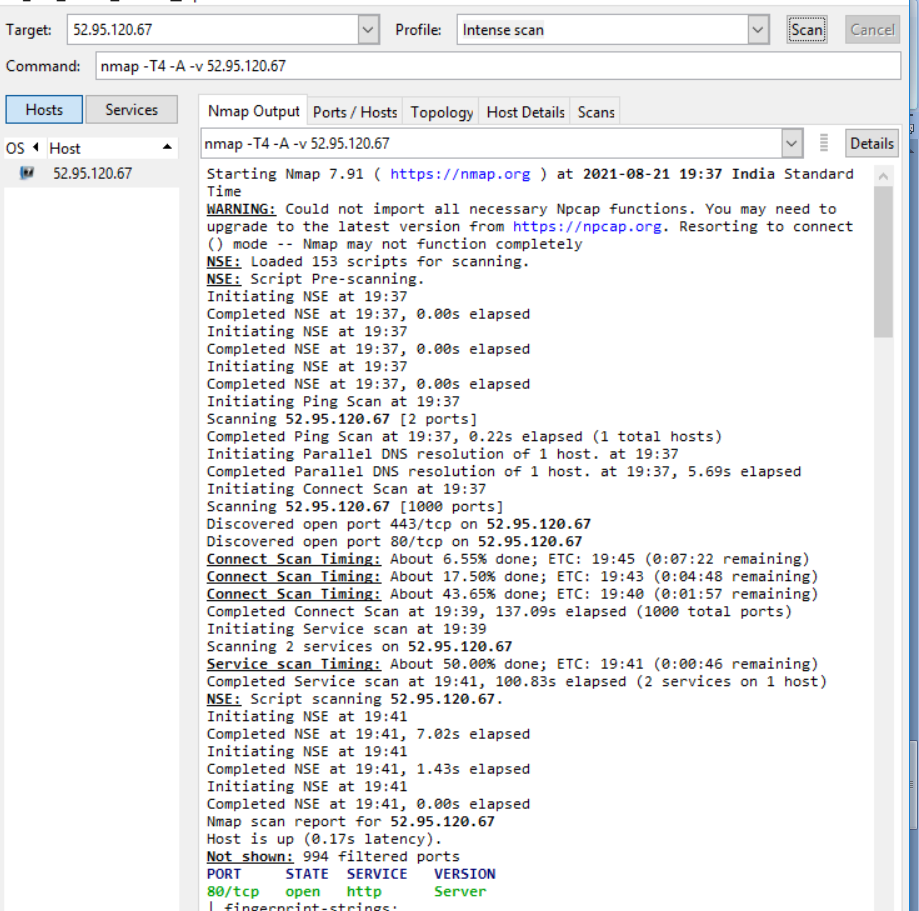 Target: 52.95.120.67 Profile: Intense scan Scan Cancel
Command: nmap -T4 -A -v 52.95.120.67
Hosts Services Nmap Output Ports / Hosts Topology Host Details Scans
OS Host nmap -T4 -A -v 52.95.120.67 Details
52.95.120.67
Starting Nmap 7.91 ( https://nmap.org ) at 2021-08-21 19:37 India Standard
Time
WARNING: Could not import all necessary Npcap functions. You may need to
upgrade to the latest version from https://npcap.org. Resorting to connect
() mode -- Nmap may not function completely
NSE: Loaded 153 scripts for scanning.
NSE: Script Pre-scanning.
Initiating NSE at 19:37
Completed NSE at 19:37, 0.00s elapsed
Initiating NSE at 19:37
Completed NSE at 19:37, 0.00s elapsed
Initiating NSE at 19:37
Completed NSE at 19:37, 0.00s elapsed
Initiating Ping Scan at 19:37
Scanning 52.95.120.67 [2 ports]
Completed Ping Scan at 19:37, 0.22s elapsed (1 total hosts)
Initiating Parallel DNS resolution of 1 host. at 19:37
Completed Parallel DNS resolution of 1 host. at 19:37, 5.69s elapsed
Initiating Connect Scan at 19:37
Scanning 52.95.120.67 [1000 ports]
Discovered open port 443/tcp on 52.95.120.67
Discovered open port 80/tcp on 52.95.120.67
Connect Scan Timing: About 6.55% done; ETC: 19:45 (0:07:22 remaining)
Connect Scan Timing: About 17.50% done; ETC: 19:43 (0:04:48 remaining)
Connect Scan Timing: About 43.65% done; ETC: 19:40 (0:01:57 remaining)
Completed Connect Scan at 19:39, 137.09s elapsed (1000 total ports)
Initiating Service scan at 19:39
Scanning 2 services on 52.95.120.67
Service scan Timing: About 50.00% done; ETC: 19:41 (0:00:46 remaining)
Completed Service scan at 19:41, 100.83s elapsed (2 services on 1 host)
NSE: Script scanning 52.95.120.67.
Initiating NSE at 19:41
Completed NSE at 19:41, 7.02s elapsed
Initiating NSE at 19:41
Completed NSE at 19:41, 1.43s elapsed
Initiating NSE at 19:41
Completed NSE at 19:41, 0.00s elapsed
Nmap scan report for 52.95.120.67
Host is up (0.17s latency).
Not shown: 994 filtered ports
PORT STATE SERVICE VERSION
80/tcp open http Server
| fingerprint-strings: